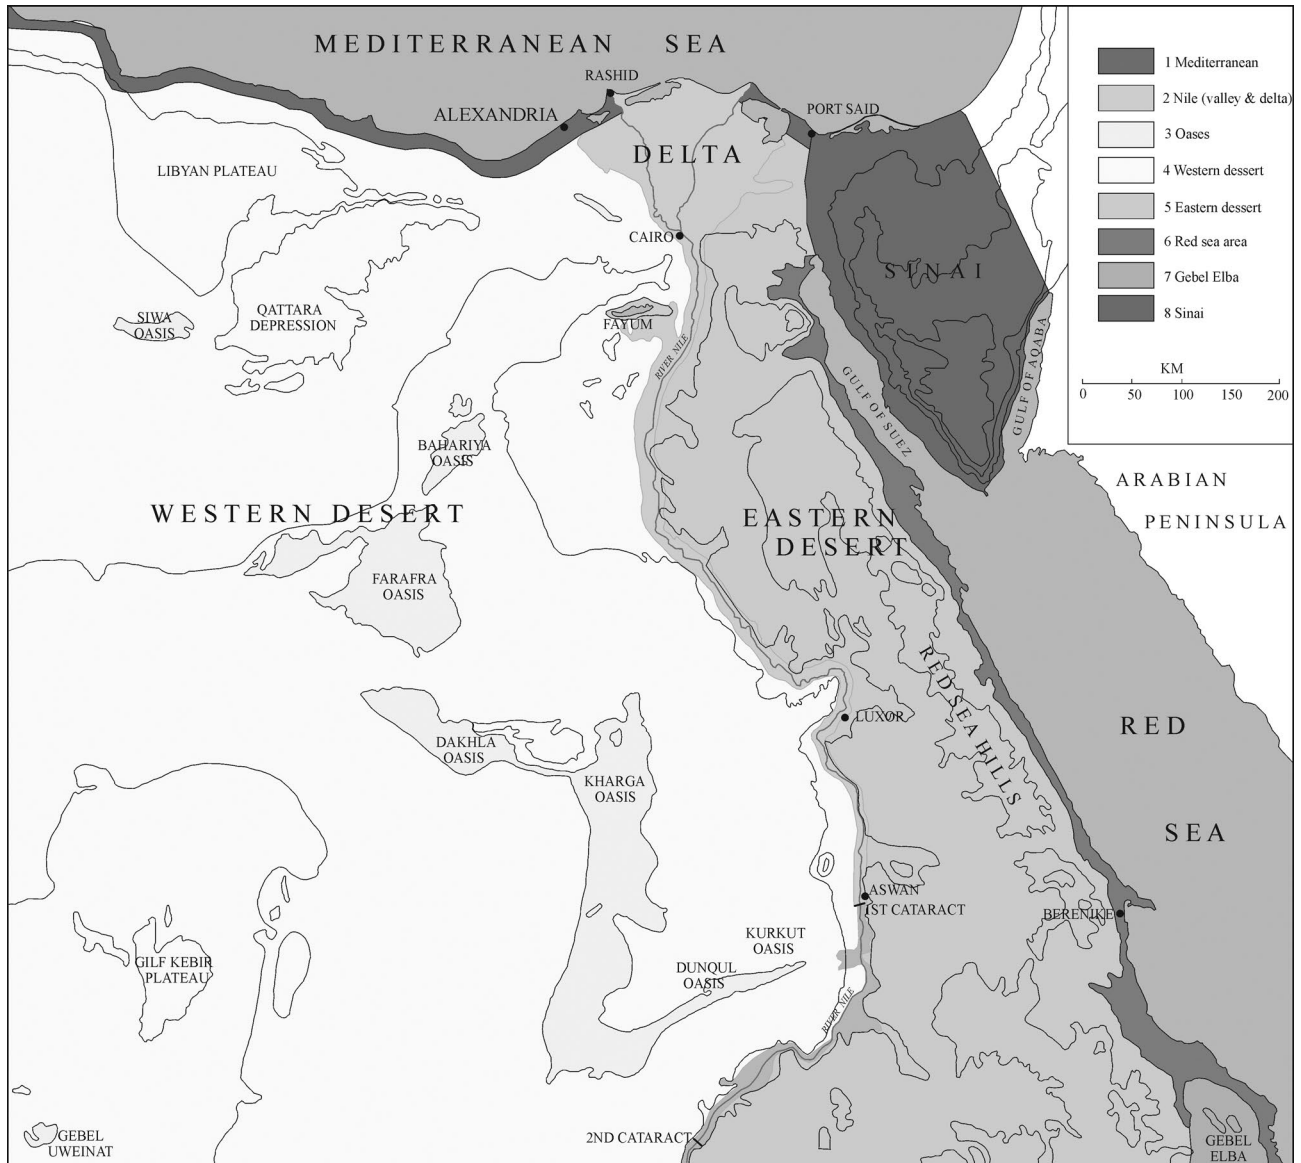 MEDITERRANEAN SEA
RASHID
ALEXANDRIA
PORT SAID
DELTA
LIBYAN PLATEAU
CAIRO
SINAI
SIWA
OASIS
QATTARA
DEPRESSION
FAYUM
RIVER NILE
GULF OF SUEZ
GULF OF AQABA
BAHARIYA
OASIS
WESTERN DESERT
EASTERN
DESERT
ARABIAN
PENINSULA
FARAFRA
OASIS
RED SEA HILLS
LUXOR
RED
SEA
DAKHLA
OASIS
KHARGA
OASIS
ASWAN
1ST CATARACT
BERENIKE
KURKUT
OASIS
DUNQUL
OASIS
GILF KEBIR
PLATEAU
RIVER NILE
2ND CATARACT
GEBEL
UWEINAT
GEBEL
ELBA
1 Mediterranean
2 Nile (valley & delta)
3 Oases
4 Western dessert
5 Eastern dessert
6 Red sea area
7 Gebel Elba
8 Sinai
KM
0 50 100 200